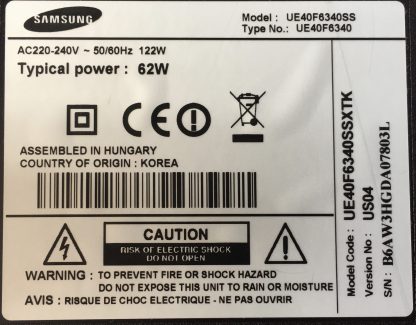 SAMSUNG
Model : UE40F6340SS
Type No.: UE40F6340
AC220-240V ~ 50/60Hz 122W
Typical power : 62W
ASSEMBLED IN HUNGARY
COUNTRY OF ORIGIN : KOREA
CAUTION
RISK OF ELECTRIC SHOCK
DO NOT OPEN
WARNING : TO PREVENT FIRE OR SHOCK HAZARD
DO NOT EXPOSE THIS UNIT TO RAIN OR MOISTURE
AVIS : RISQUE DE CHOC ELECTRIQUE - NE PAS OUVRIR
Model Code : UE40F6340SSXTK
Version No : US04
S/N : B6AW3HGDA07803L